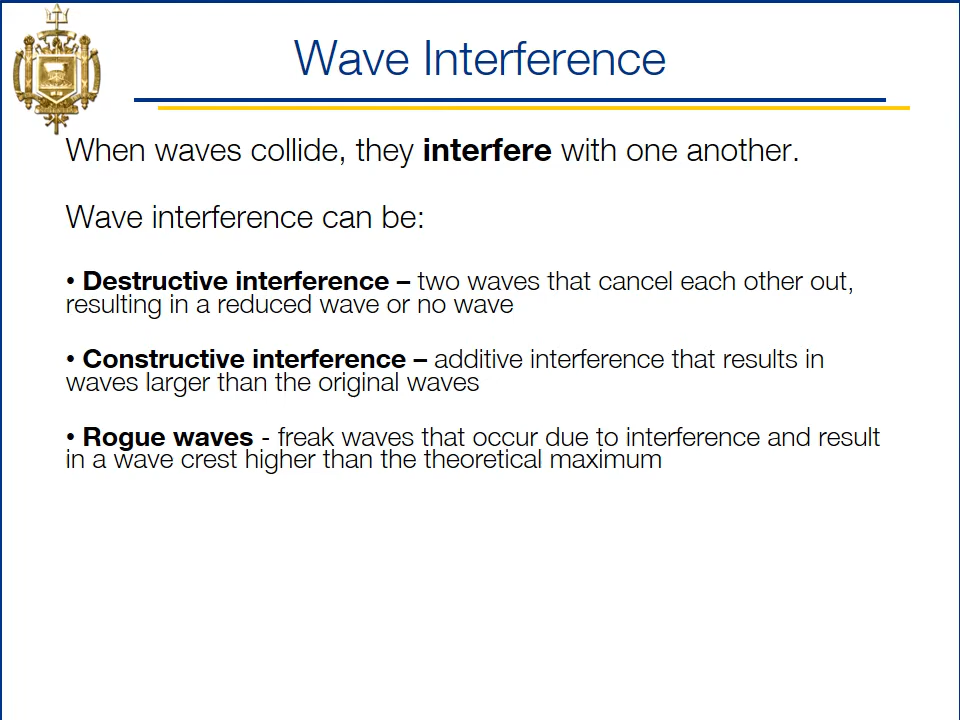 Wave Interference
When waves collide, they interfere with one another.
Wave interference can be:
• Destructive interference – two waves that cancel each other out,
resulting in a reduced wave or no wave
• Constructive interference – additive interference that results in
waves larger than the original waves
• Rogue waves - freak waves that occur due to interference and result
in a wave crest higher than the theoretical maximum